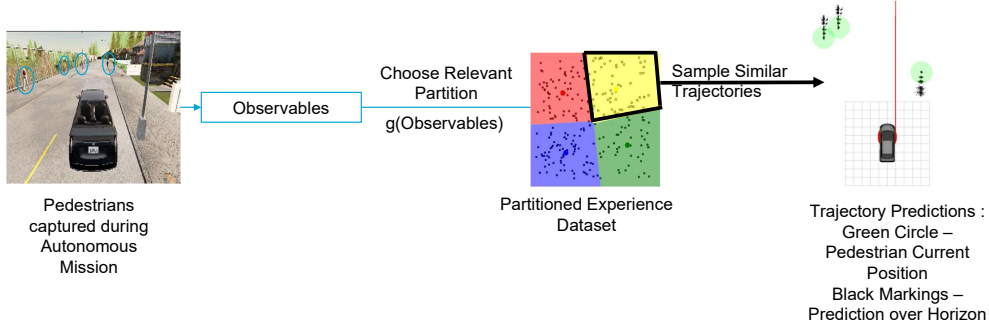 Pedestrians
captured during
Autonomous
Mission
Observables
Choose Relevant
Partition
g(Observables)
Partitioned Experience
Dataset
Sample Similar
Trajectories
Trajectory Predictions :
Green Circle –
Pedestrian Current
Position
Black Markings –
Prediction over Horizon